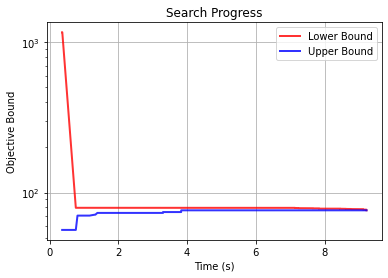 Search Progress
Lower Bound
Upper Bound
Objective Bound
10³
10²
0
2
4
6
8
Time (s)